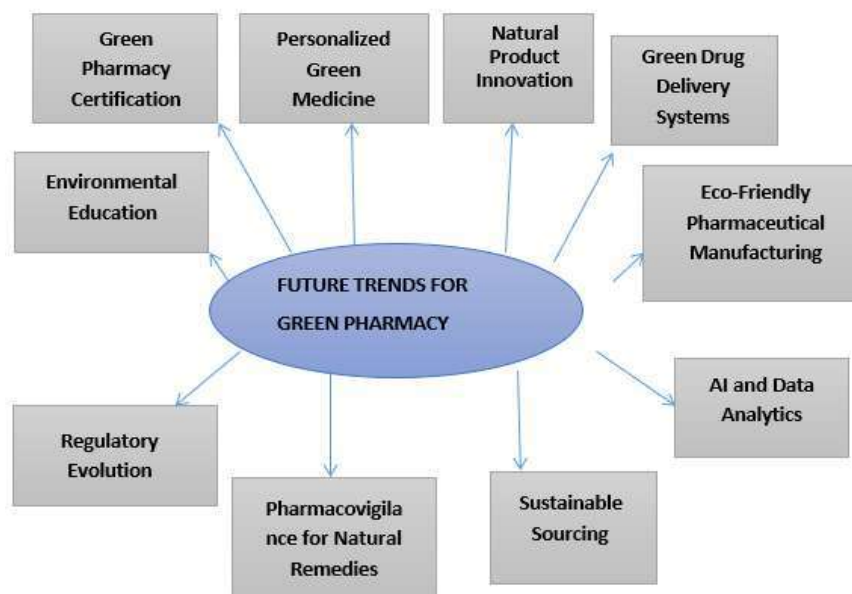 Green
Pharmacy
Certification
Personalized
Green
Medicine
Natural
Product
Innovation
Green Drug
Delivery
Systems
Environmental
Education
Eco-Friendly
Pharmaceutical
Manufacturing
FUTURE TRENDS FOR
GREEN PHARMACY
AI and Data
Analytics
Regulatory
Evolution
Pharmacovigila
nce for Natural
Remedies
Sustainable
Sourcing